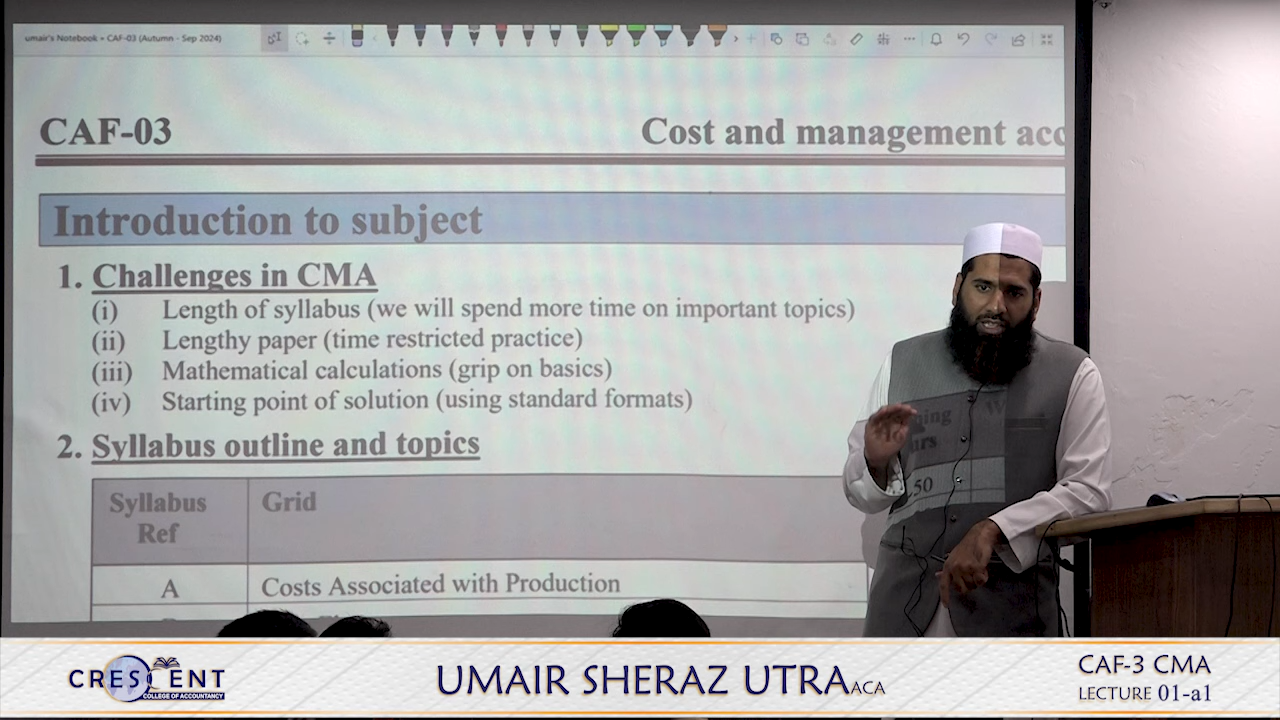 umair's Notebook - CAF-03 (Autumn - Sep 2024)
CAF-03
Cost and management acc
Introduction to subject
1. Challenges in CMA
(i) Length of syllabus (we will spend more time on important topics)
(ii) Lengthy paper (time restricted practice)
(iii) Mathematical calculations (grip on basics)
(iv) Starting point of solution (using standard formats)
2. Syllabus outline and topics
Syllabus
Ref
Grid
A
Costs Associated with Production
50
CRESCENT
COLLEGE OF ACCOUNTANCY
UMAIR SHERAZ UTRA ACA
CAF-3 CMA
LECTURE 01-a1